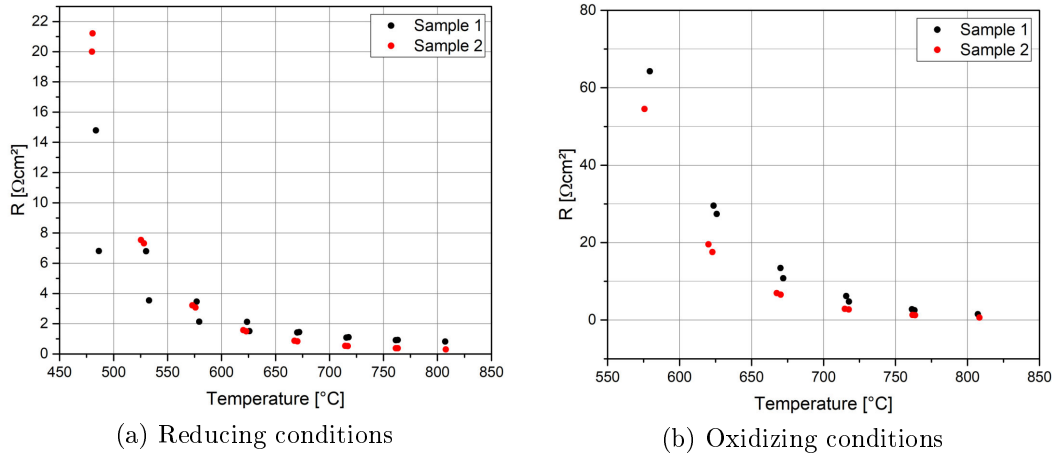 22
20
18
16
14
12
10
8
6
4
2
0
R [Ωcm²]
450 500 550 600 650 700 750 800 850
Temperature [°C]
Sample 1
Sample 2
(a) Reducing conditions
80
60
40
20
0
R [Ωcm²]
550 600 650 700 750 800 850
Temperature [°C]
Sample 1
Sample 2
(b) Oxidizing conditions